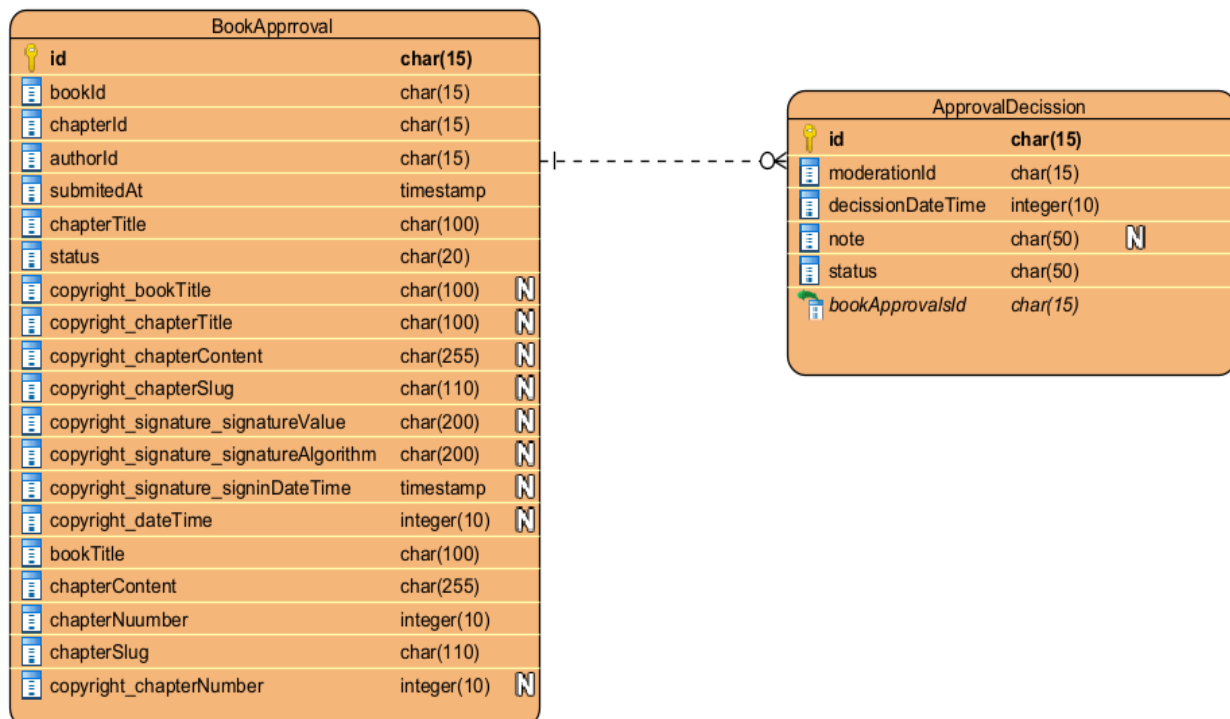 BookApprroval
id char(15)
bookId char(15)
chapterId char(15)
authorId char(15)
submitedAt timestamp
chapterTitle char(100)
status char(20)
copyright_bookTitle char(100) N
copyright_chapterTitle char(100) N
copyright_chapterContent char(255) N
copyright_chapterSlug char(110) N
copyright_signature_signatureValue char(200) N
copyright_signature_signatureAlgorithm char(200) N
copyright_signature_signinDateTime timestamp N
copyright_dateTime integer(10) N
bookTitle char(100)
chapterContent char(255)
chapterNuumber integer(10)
chapterSlug char(110)
copyright_chapterNumber integer(10) N
ApprovalDecission
id char(15)
moderationId char(15)
decissionDateTime integer(10)
note char(50) N
status char(50)
bookApprovalsId char(15)